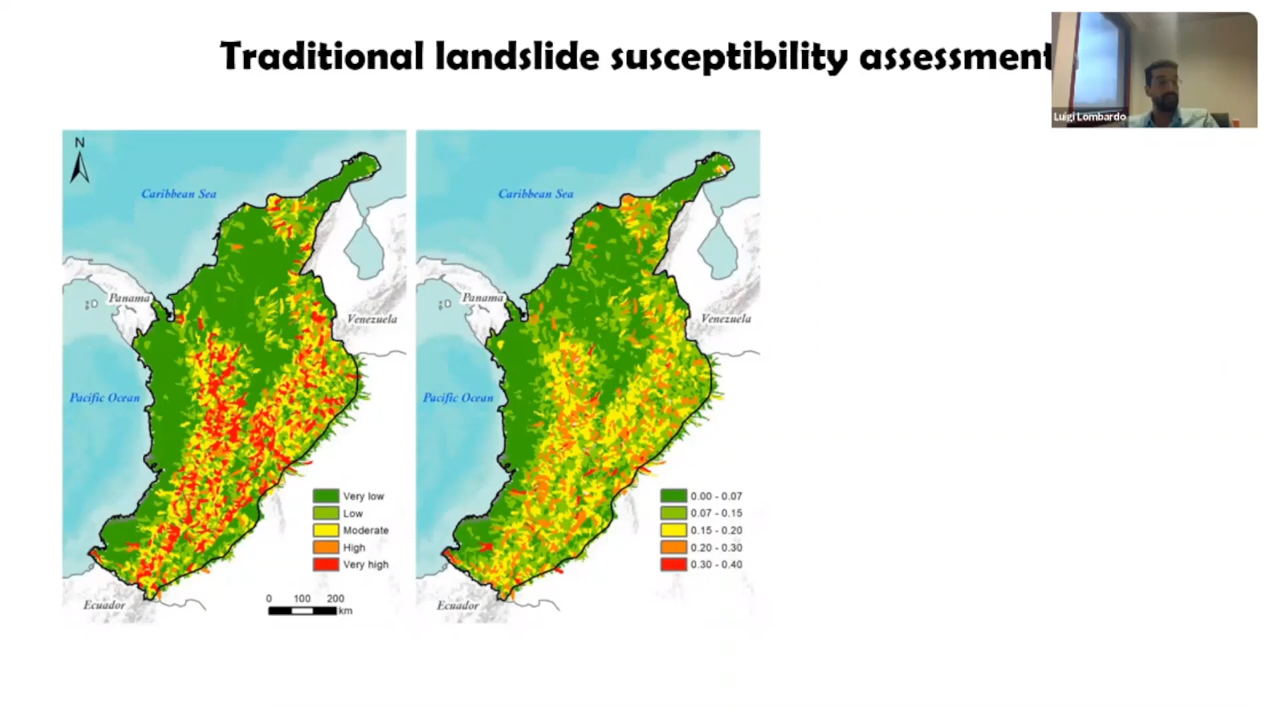 Traditional landslide susceptibility assessment
Luigi Lombardo
N
Caribbean Sea
Panama
Venezuela
Pacific Ocean
Very low
Low
Moderate
High
Very high
0 100 200
km
Ecuador
Caribbean Sea
Panama
Venezuela
Pacific Ocean
0.00 - 0.07
0.07 - 0.15
0.15 - 0.20
0.20 - 0.30
0.30 - 0.40
Ecuador